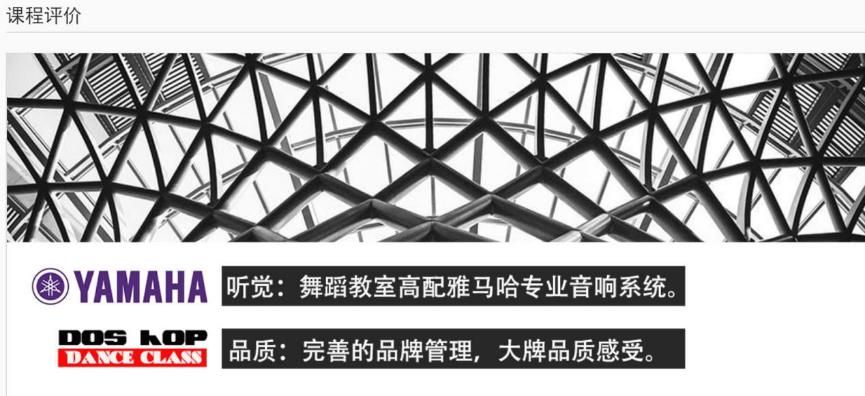 课程评价
YAMAHA 听觉：舞蹈教室高配雅马哈专业音响系统。
DOS hOP
DANCE CLASS 品质：完善的品牌管理，大牌品质感受。